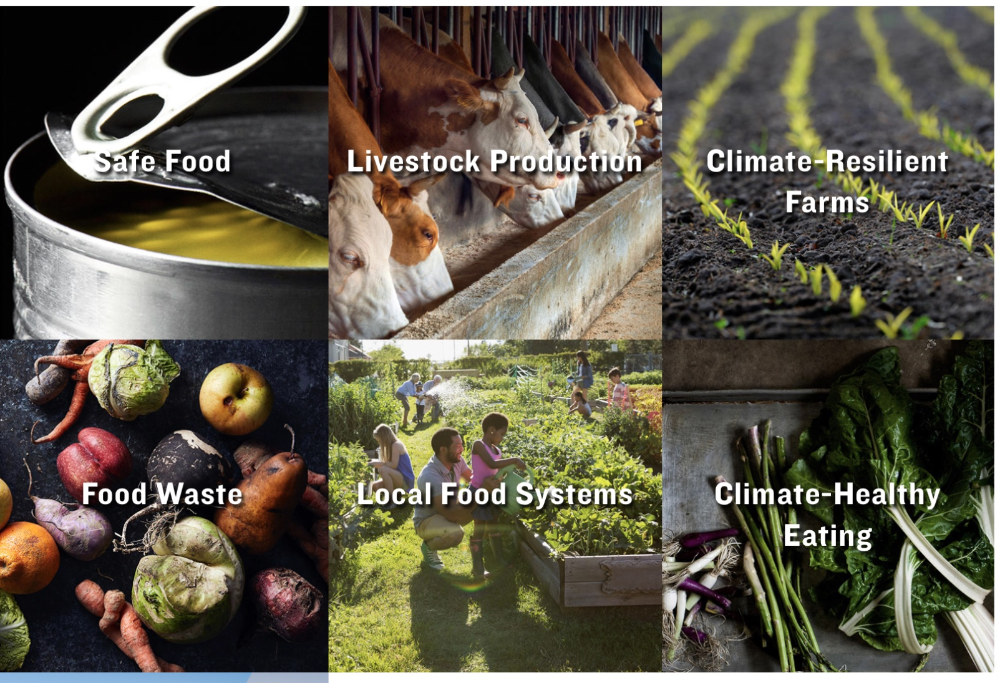 Safe Food
Livestock Production
Climate-Resilient
Farms
Food Waste
Local Food Systems
Climate-Healthy
Eating